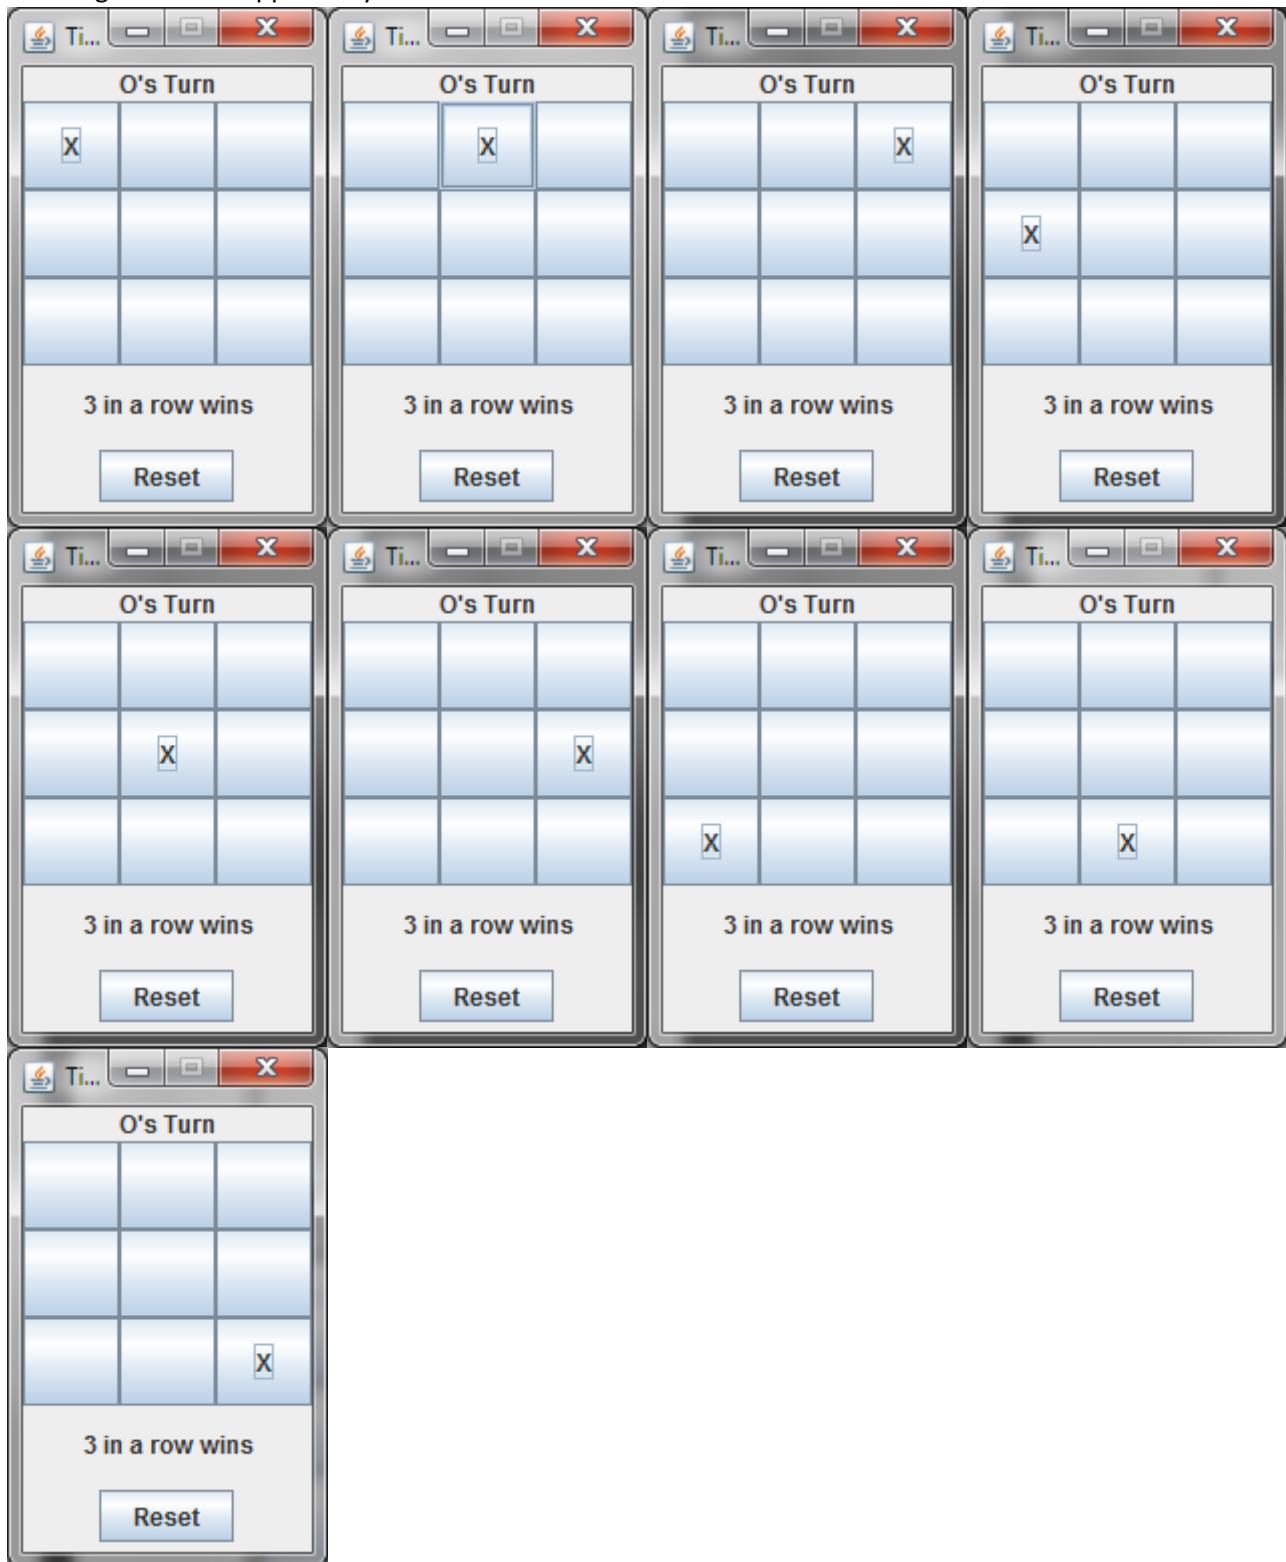 Ti... Ti... Ti... Ti...
O's Turn O's Turn O's Turn O's Turn
X X X
X
3 in a row wins 3 in a row wins 3 in a row wins 3 in a row wins
Reset Reset Reset Reset
Ti... Ti... Ti... Ti...
O's Turn O's Turn O's Turn O's Turn
X X
X X
3 in a row wins 3 in a row wins 3 in a row wins 3 in a row wins
Reset Reset Reset Reset
Ti...
O's Turn
X
3 in a row wins
Reset